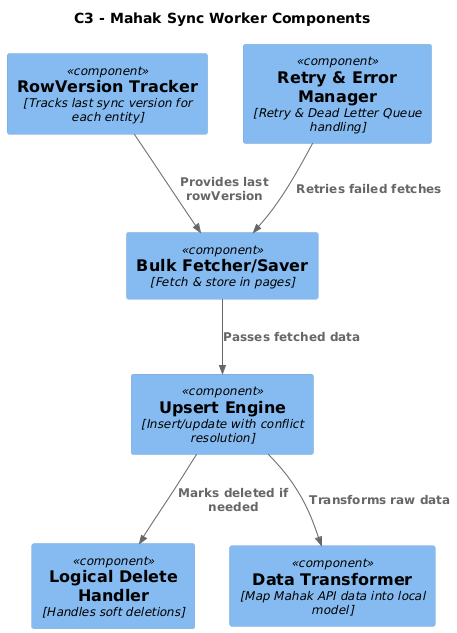 C3 - Mahak Sync Worker Components
«component»
RowVersion Tracker
[Tracks last sync version for
each entity]
«component»
Retry & Error
Manager
[Retry & Dead Letter Queue
handling]
Provides last
rowVersion
Retries failed fetches
«component»
Bulk Fetcher/Saver
[Fetch & store in pages]
Passes fetched data
«component»
Upsert Engine
[Insert/update with conflict
resolution]
Marks deleted if
needed
Transforms raw data
«component»
Logical Delete
Handler
[Handles soft deletions]
«component»
Data Transformer
[Map Mahak API data into local
model]